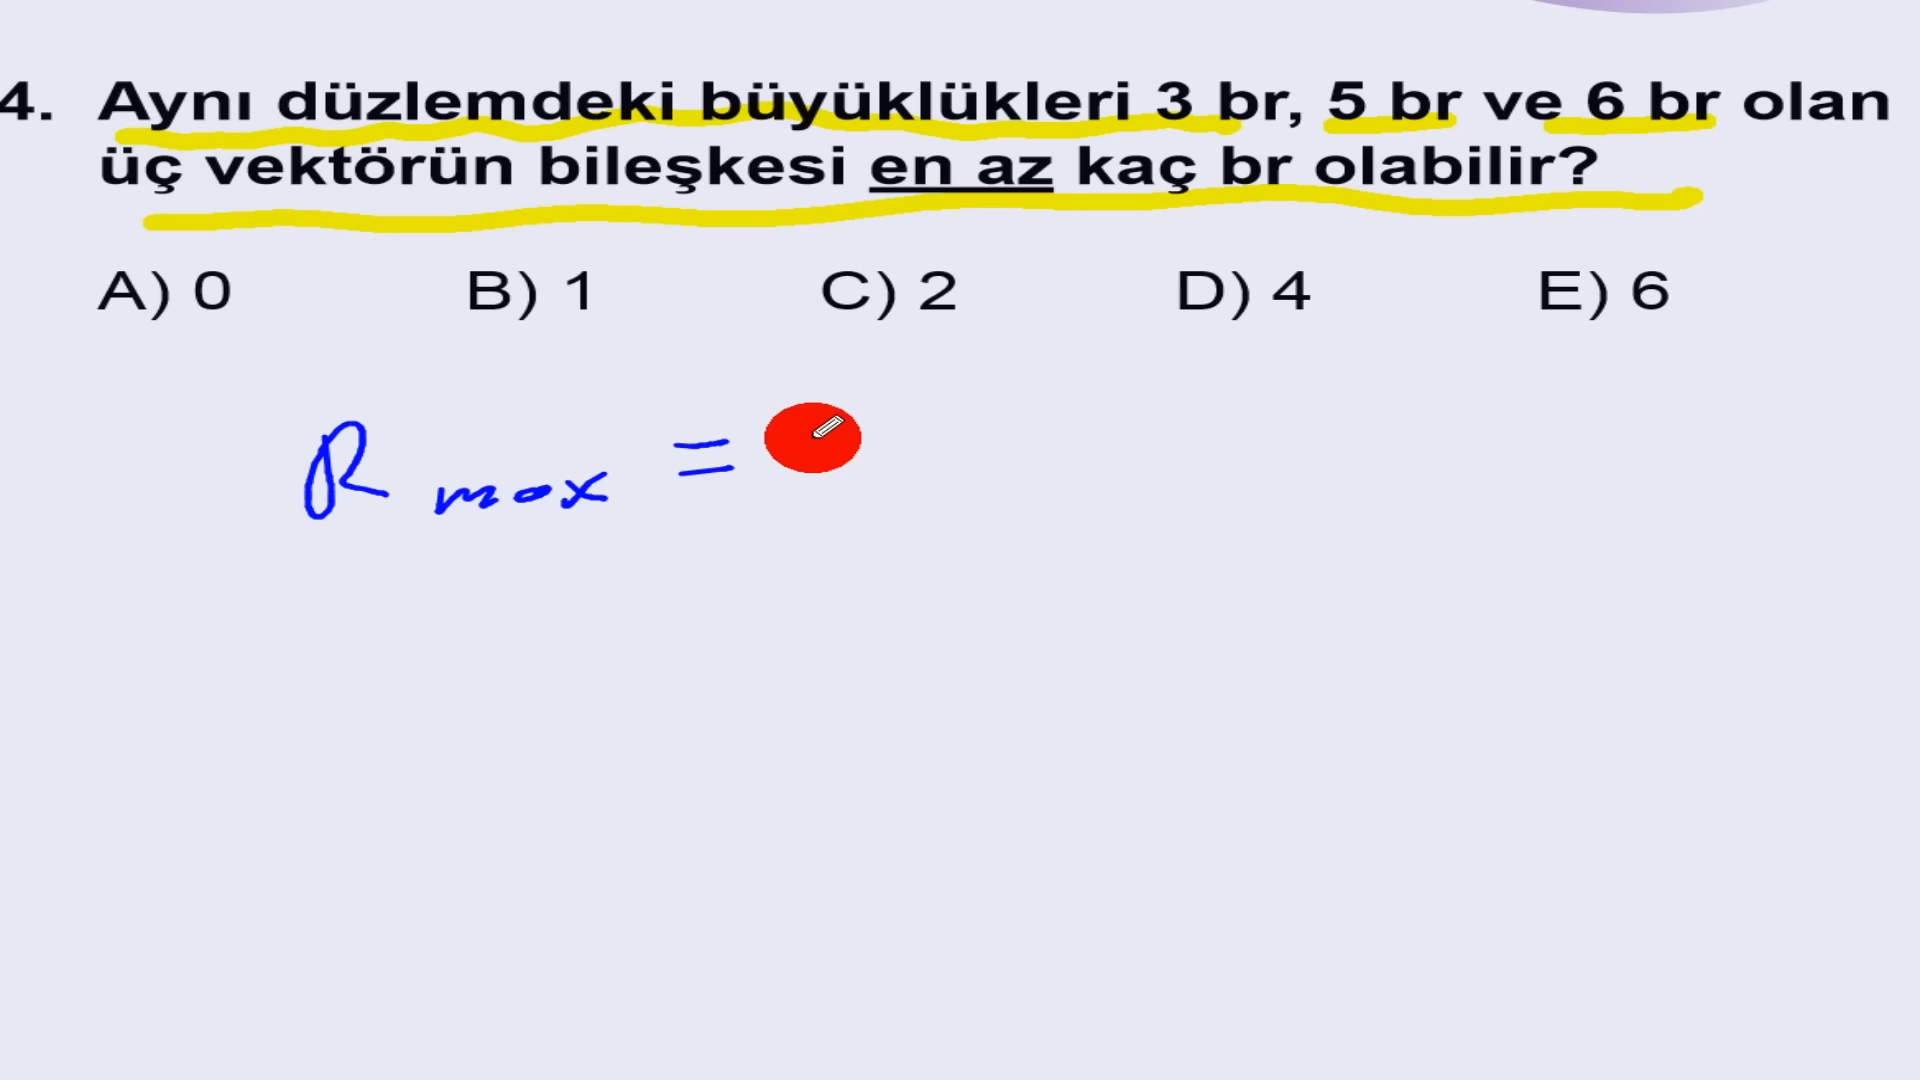 4. Aynı düzlemdeki büyüklükleri 3 br, 5 br ve 6 br olan
üç vektörün bileşkesi en az kaç br olabilir?
A) 0 B) 1 C) 2 D) 4 E) 6
R max =